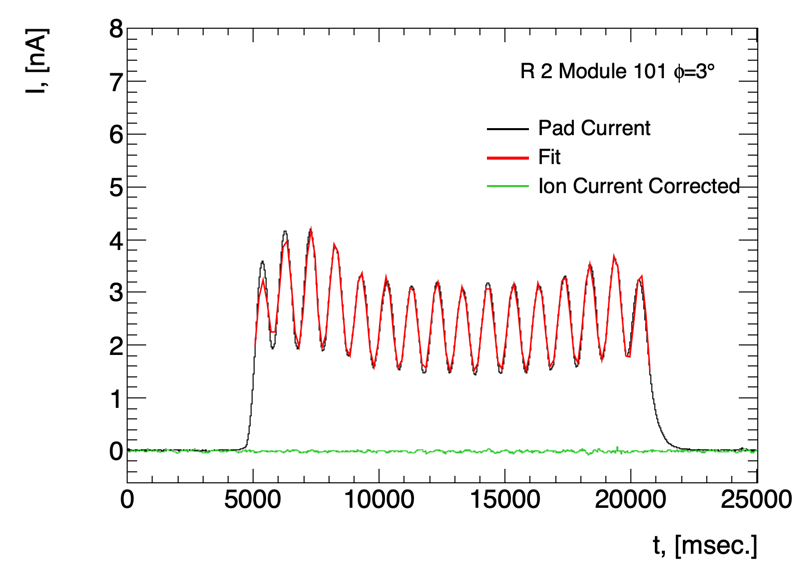 I, [nA]
8
7
6
5
4
3
2
1
0
R 2 Module 101 ϕ=3°
Pad Current
Fit
Ion Current Corrected
0 5000 10000 15000 20000 25000
t, [msec.]